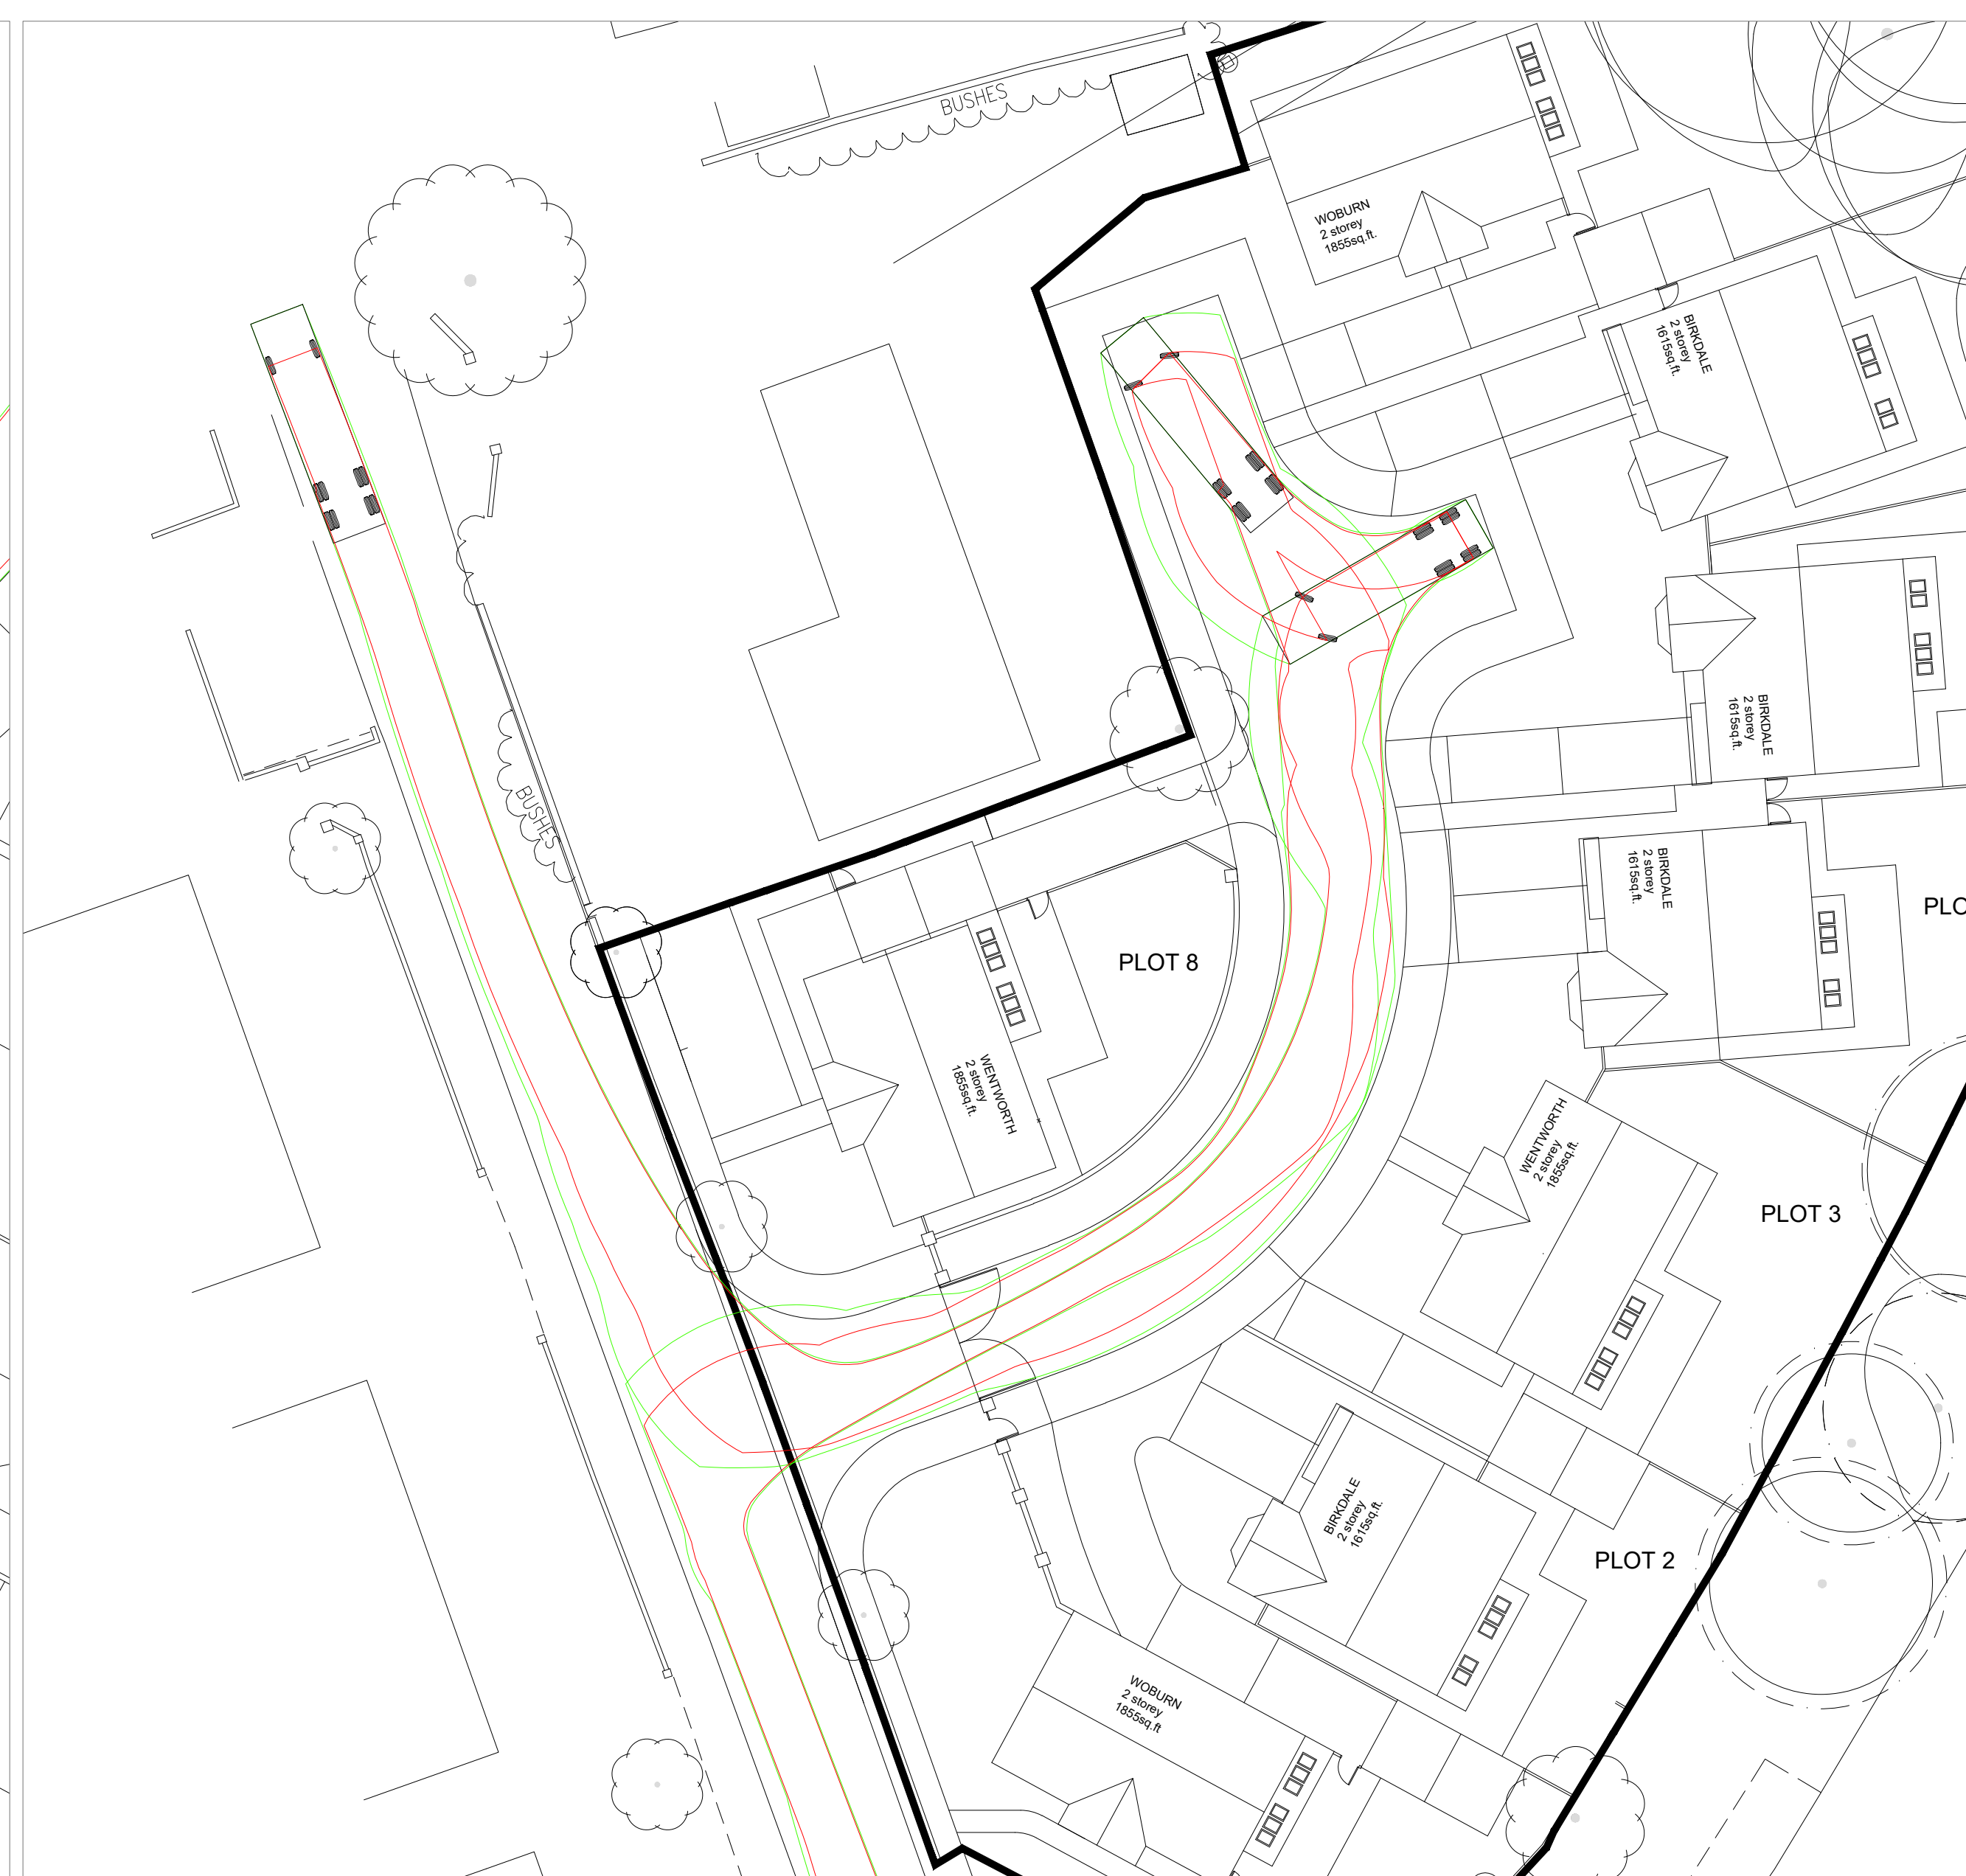 BUSHES
WOBURN
2 storey
1855sq.ft.
BIRKDALE
2 storey
1615sq.ft.
BIRKDALE
2 storey
1615sq.ft.
BUSHES
BIRKDALE
2 storey
1615sq.ft.
PLO
PLOT 8
WENTWORTH
2 storey
1855sq.ft.
WENTWORTH
2 storey
1855sq.ft.
PLOT 3
BIRKDALE
2 storey
1615sq.ft.
PLOT 2
WOBURN
2 storey
1855sq.ft